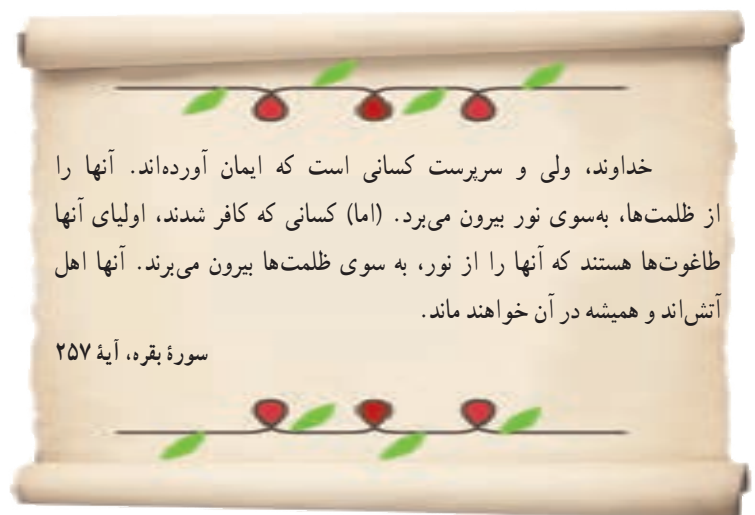 خداوند، ولی و سرپرست کسانی است که ایمان آورده‌اند. آنها را
از ظلمت‌ها، به‌سوی نور بیرون می‌برد. (اما) کسانی که کافر شدند، اولیای آنها
طاغوت‌ها هستند که آنها را از نور، به سوی ظلمت‌ها بیرون می‌برند. آنها اهل
آتش‌اند و همیشه در آن خواهند ماند.
سورهٔ بقره، آیهٔ ۲۵۷